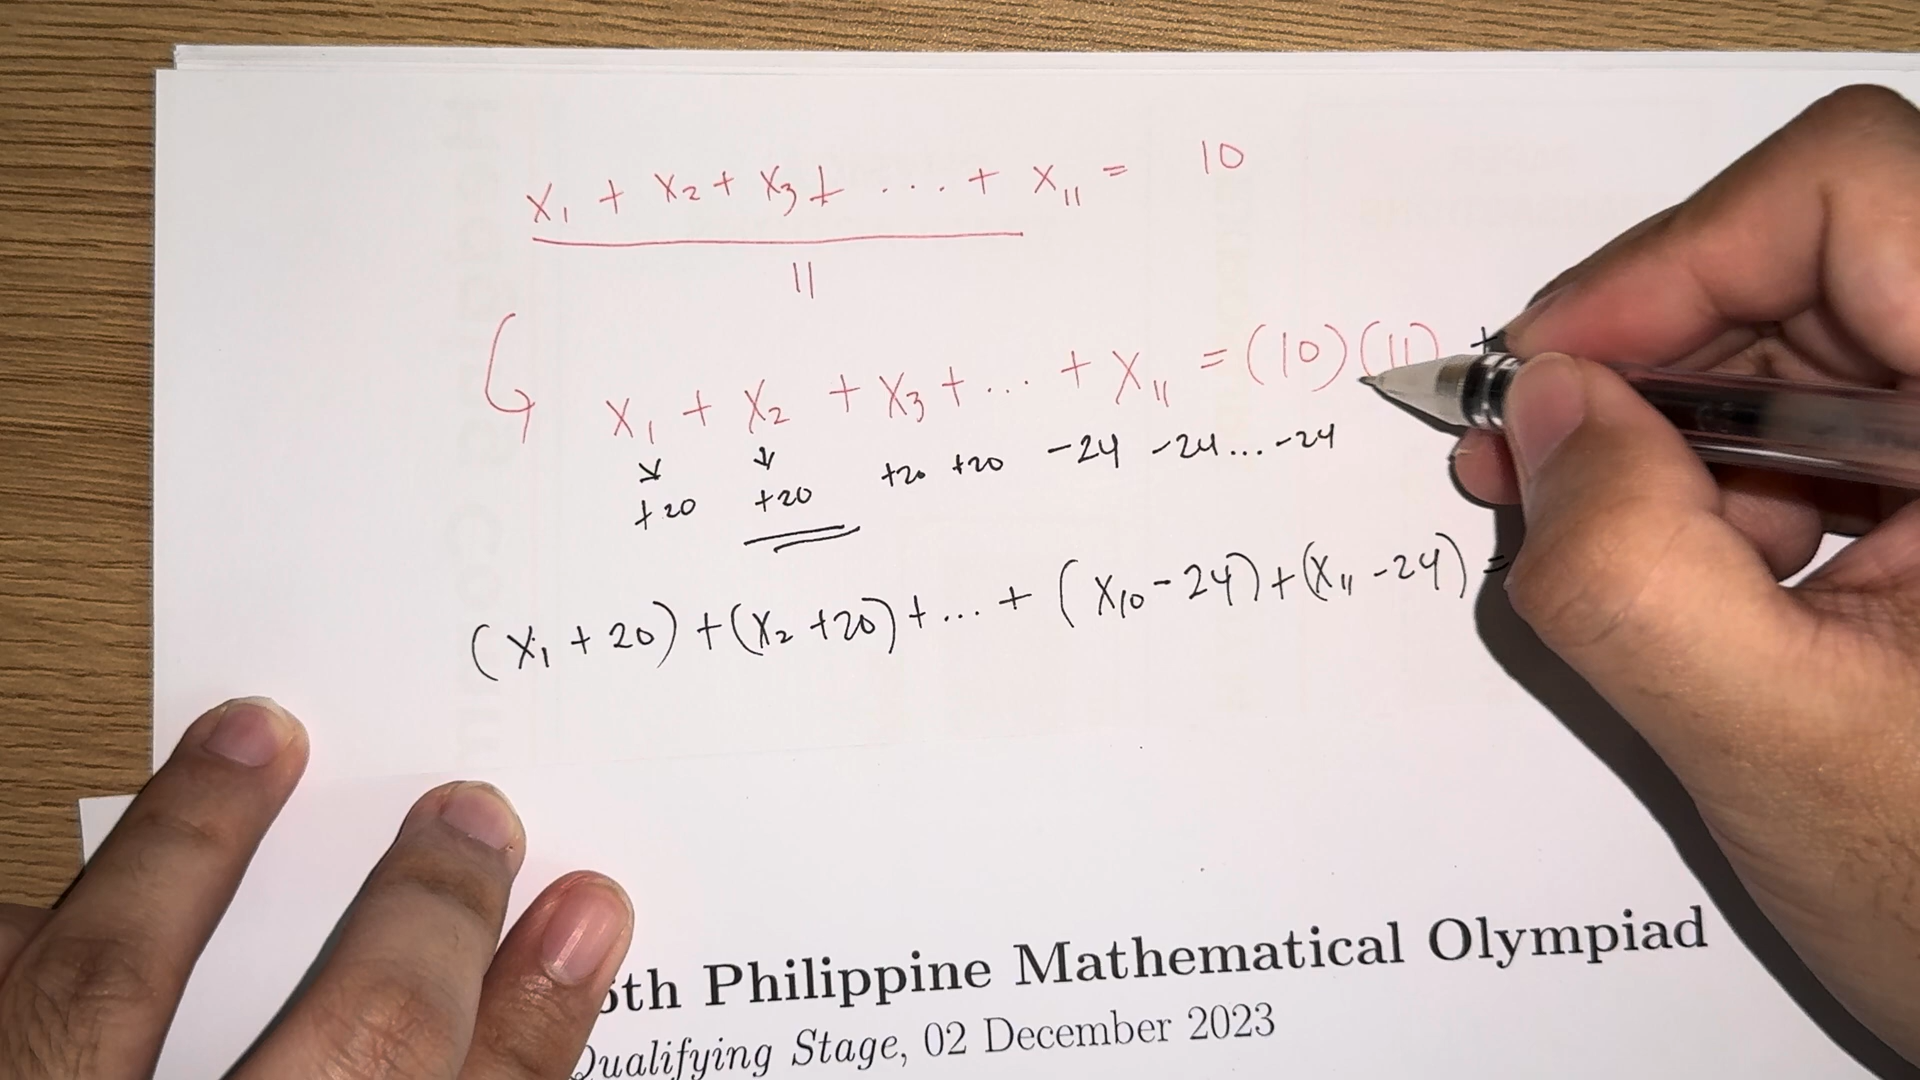 x₁ + x₂ + x₃ + ... + x₁₁ = 10
11
x₁ + x₂ + x₃ + ... + x₁₁ = (10)(11) +
+20 +20 +20 +20 -24 -24 ... -24
(x₁ + 20) + (x₂ + 20) + ... + (x₁₀ - 24) + (x₁₁ - 24) =
th Philippine Mathematical Olympiad
Qualifying Stage, 02 December 2023